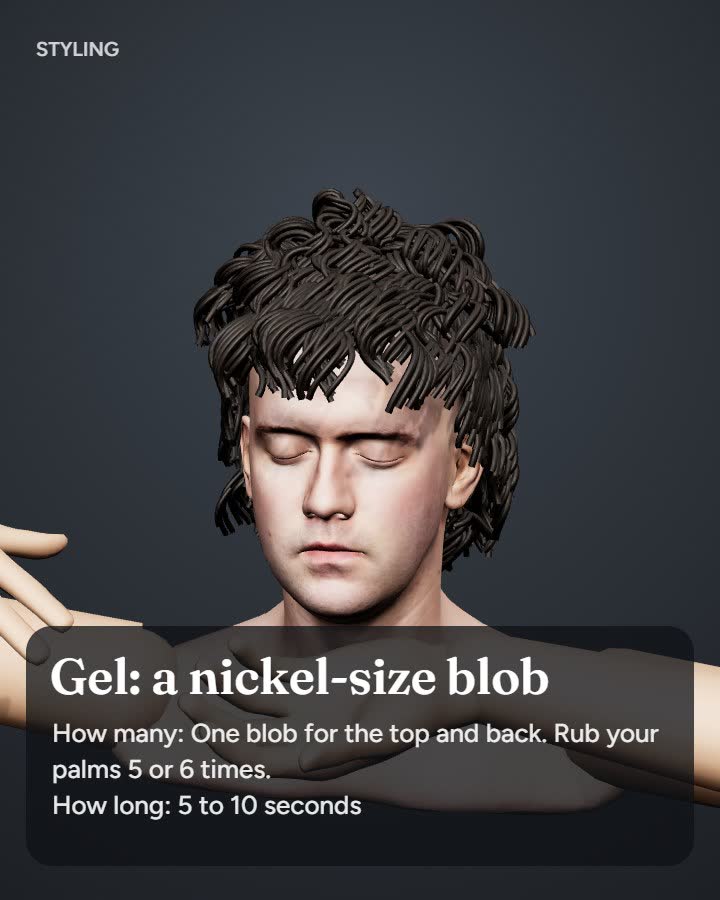 STYLING
Gel: a nickel-size blob
How many: One blob for the top and back. Rub your
palms 5 or 6 times.
How long: 5 to 10 seconds